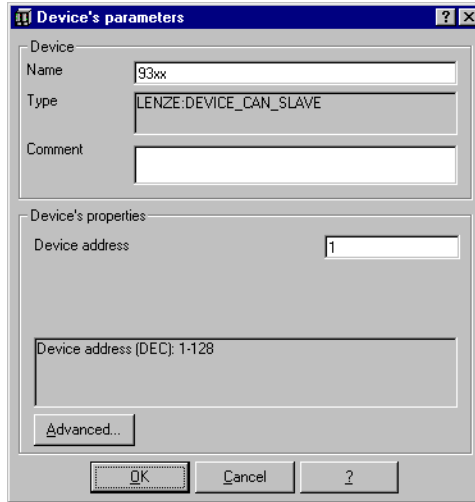 Device's parameters
Device
Name
93xx
Type
LENZE:DEVICE_CAN_SLAVE
Comment
Device's properties
Device address
1
Device address (DEC): 1-128
Advanced...
OK
Cancel
?